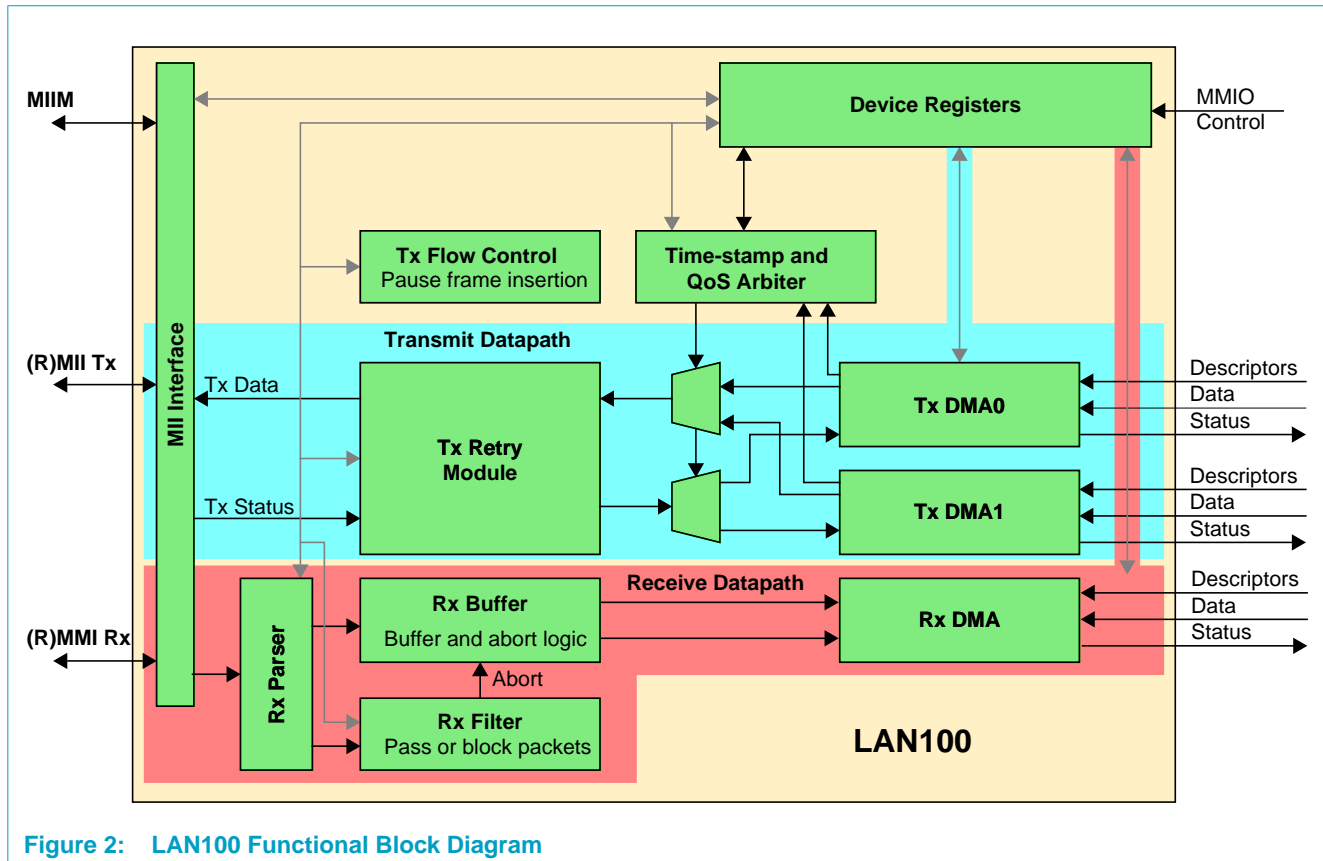 MIIM
Device Registers
MMIO
Control
Tx Flow Control
Pause frame insertion
Time-stamp and
QoS Arbiter
MII Interface
Transmit Datapath
(R)MII Tx
Tx Data
Tx Retry
Module
Tx Status
Tx DMA0
Descriptors
Data
Status
Tx DMA1
Descriptors
Data
Status
Receive Datapath
(R)MMI Rx
Rx Parser
Rx Buffer
Buffer and abort logic
Abort
Rx Filter
Pass or block packets
Rx DMA
Descriptors
Data
Status
LAN100
Figure 2: LAN100 Functional Block Diagram